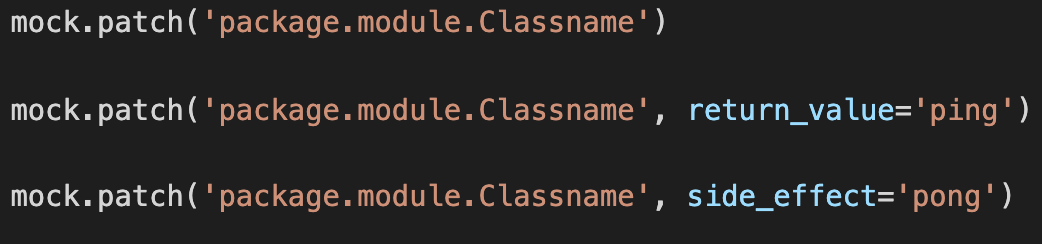 mock.patch('package.module.Classname')
mock.patch('package.module.Classname', return_value='ping')
mock.patch('package.module.Classname', side_effect='pong')